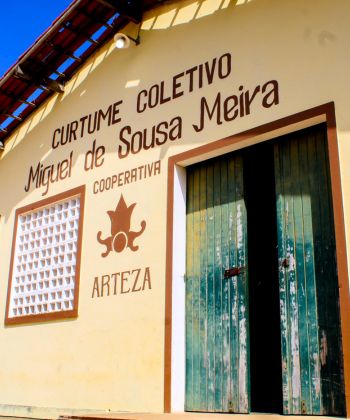 CURTUME COLETIVO
Miguel de Sousa Meira
COOPERATIVA
ARTEZA